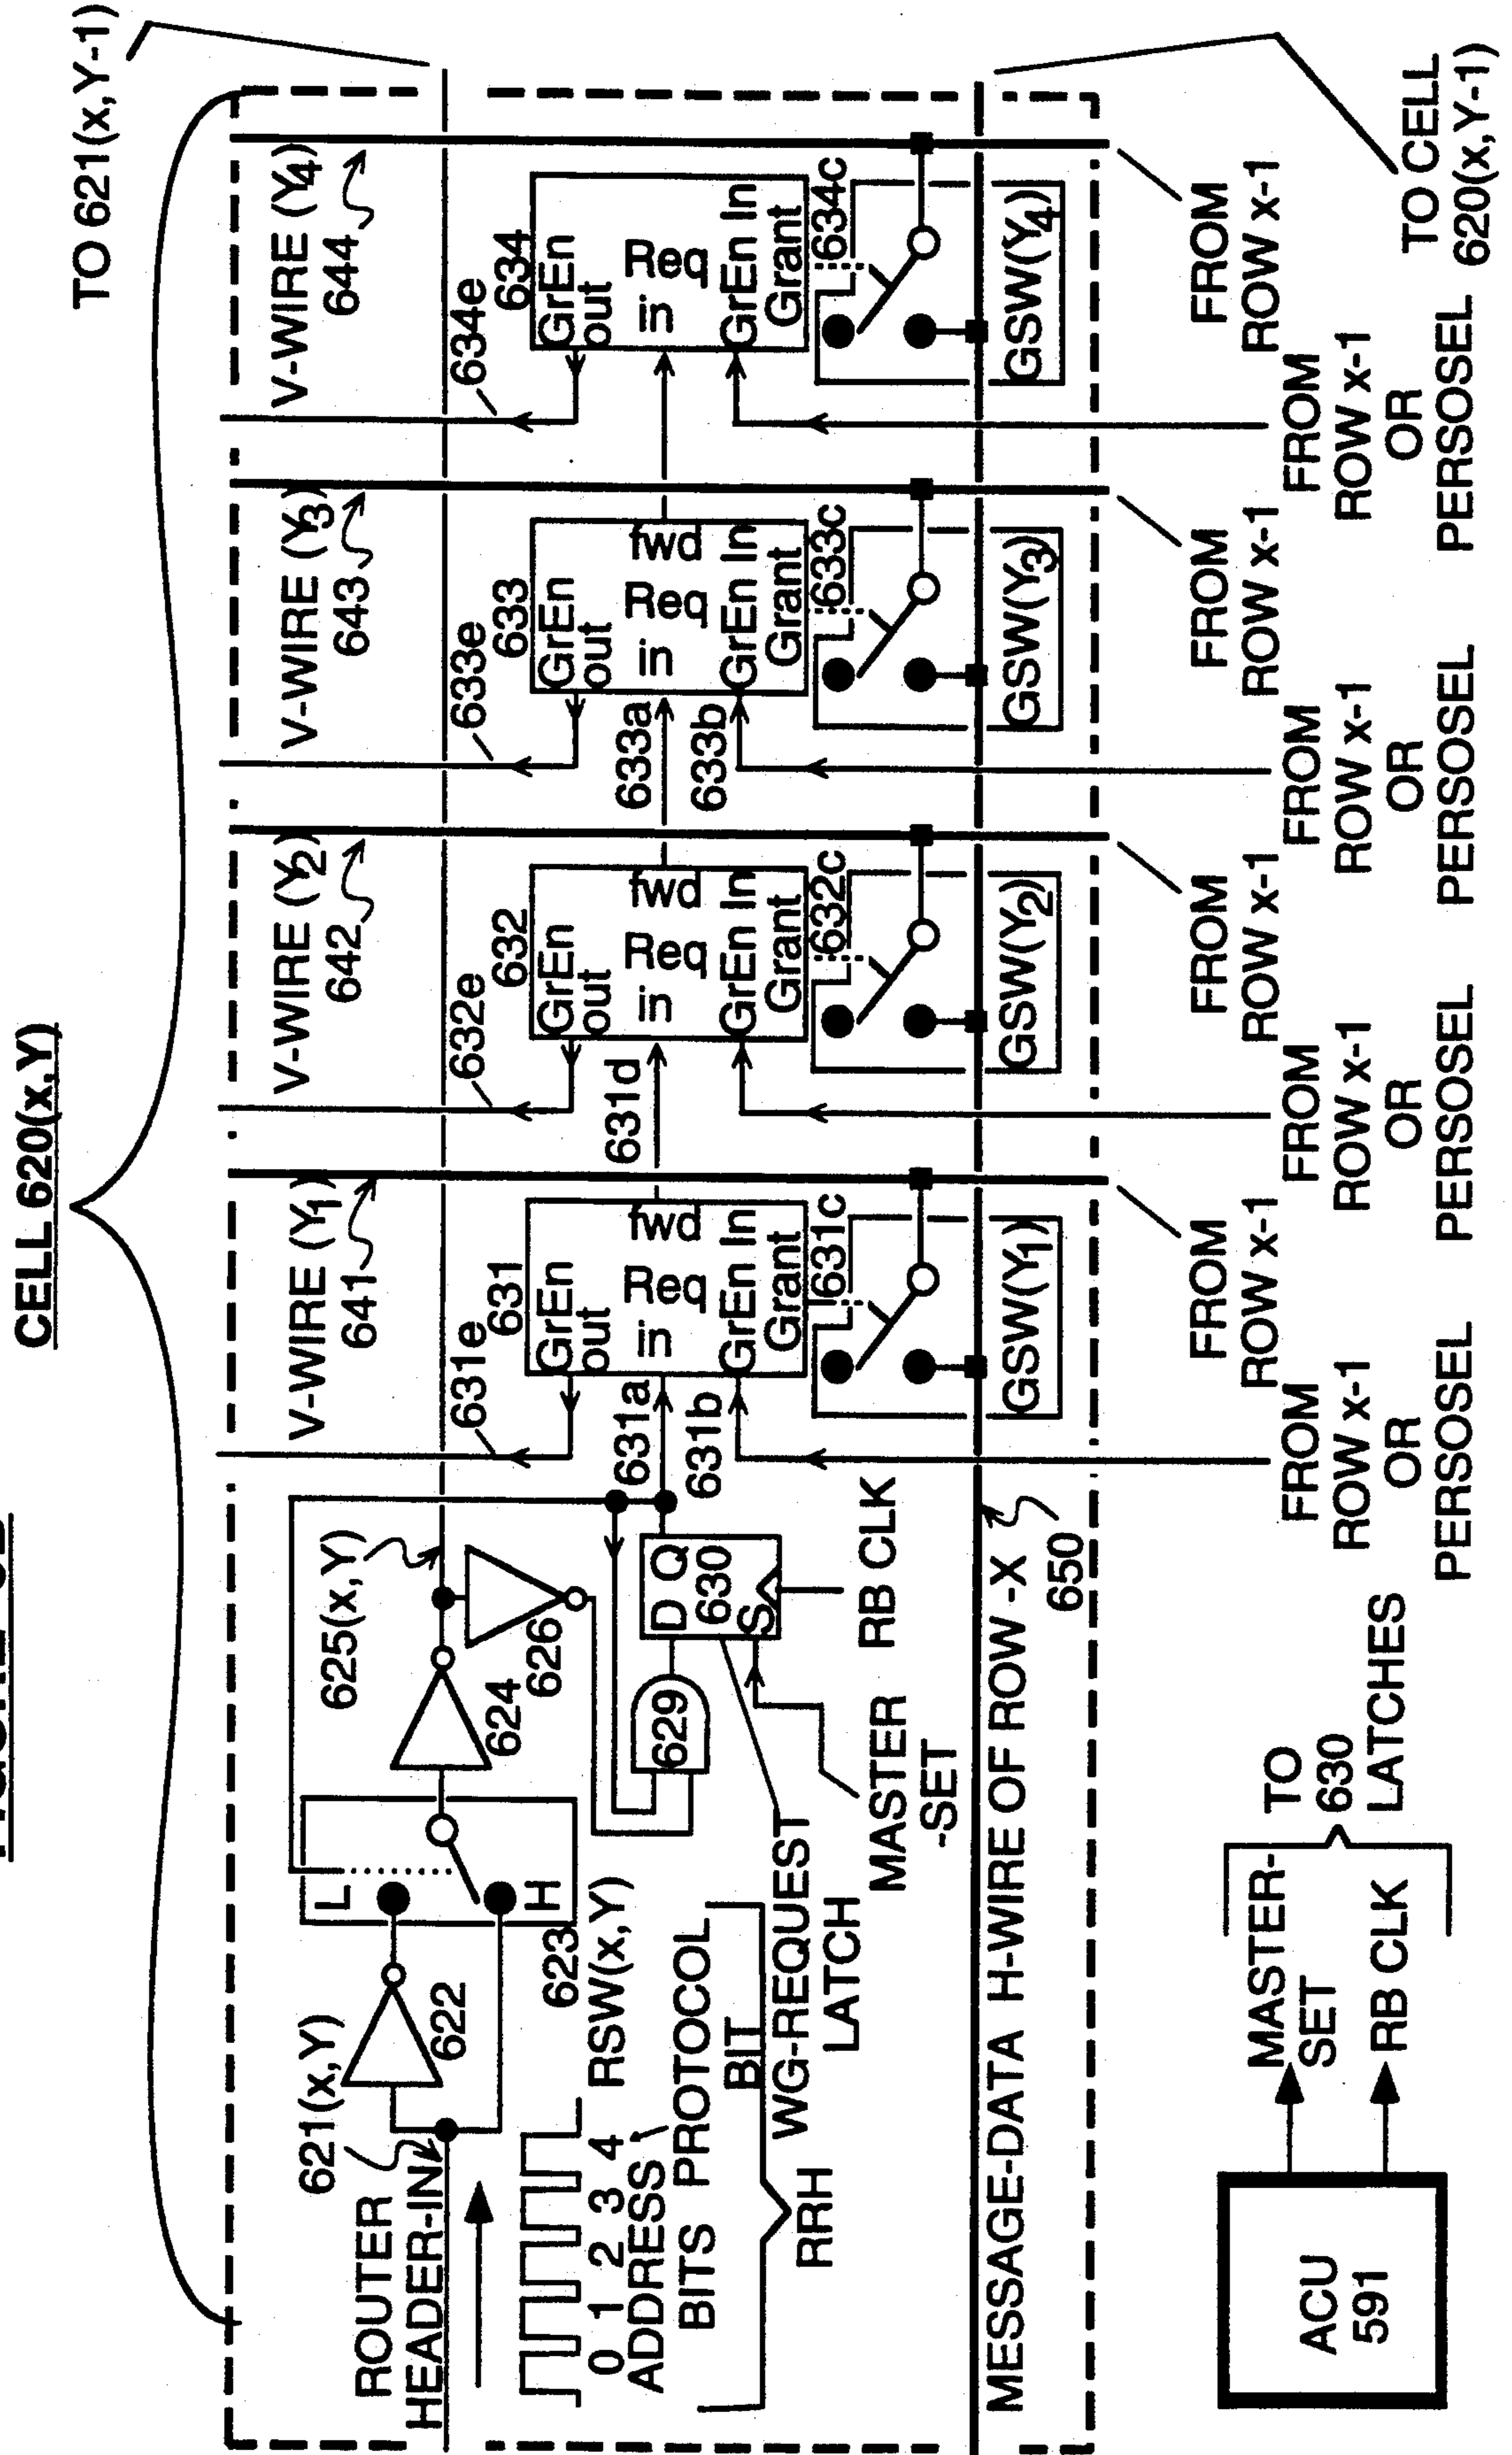 CELL 620(x,Y)
TO 621(x,Y-1)
V-WIRE (Y1)
641
V-WIRE (Y2)
642
V-WIRE (Y3)
643
V-WIRE (Y4)
644
ROUTER
HEADER-IN
621(x,Y)
622
L
H
623
RSW(x,Y)
624
625(x,Y)
626
629
D Q
630
S
RB CLK
MASTER
-SET
WG-REQUEST
LATCH
0 1 2 3 4
ADDRESS
BITS
PROTOCOL
BIT
RRH
631e
631
GrEn
out
fwd
Req
in
GrEn In
Grant
631a
631b
631c
631d
L
GSW(Y1)
632e
632
GrEn
out
fwd
Req
in
GrEn In
Grant
632c
L
GSW(Y2)
633e
633
GrEn
out
fwd
Req
in
GrEn In
Grant
633a
633b
633c
L
GSW(Y3)
634e
634
GrEn
out
Req
in
GrEn In
Grant
634c
L
GSW(Y4)
MESSAGE-DATA H-WIRE OF ROW -X
650
FROM
ROW x-1
FROM
ROW x-1
FROM
ROW x-1
FROM
ROW x-1
TO CELL
620(x,Y-1)
FROM
ROW x-1
OR
PERSOSEL
FROM
ROW x-1
OR
PERSOSEL
FROM
ROW x-1
OR
PERSOSEL
FROM
ROW x-1
OR
PERSOSEL
ACU
591
MASTER-
SET
RB CLK
TO
630
LATCHES